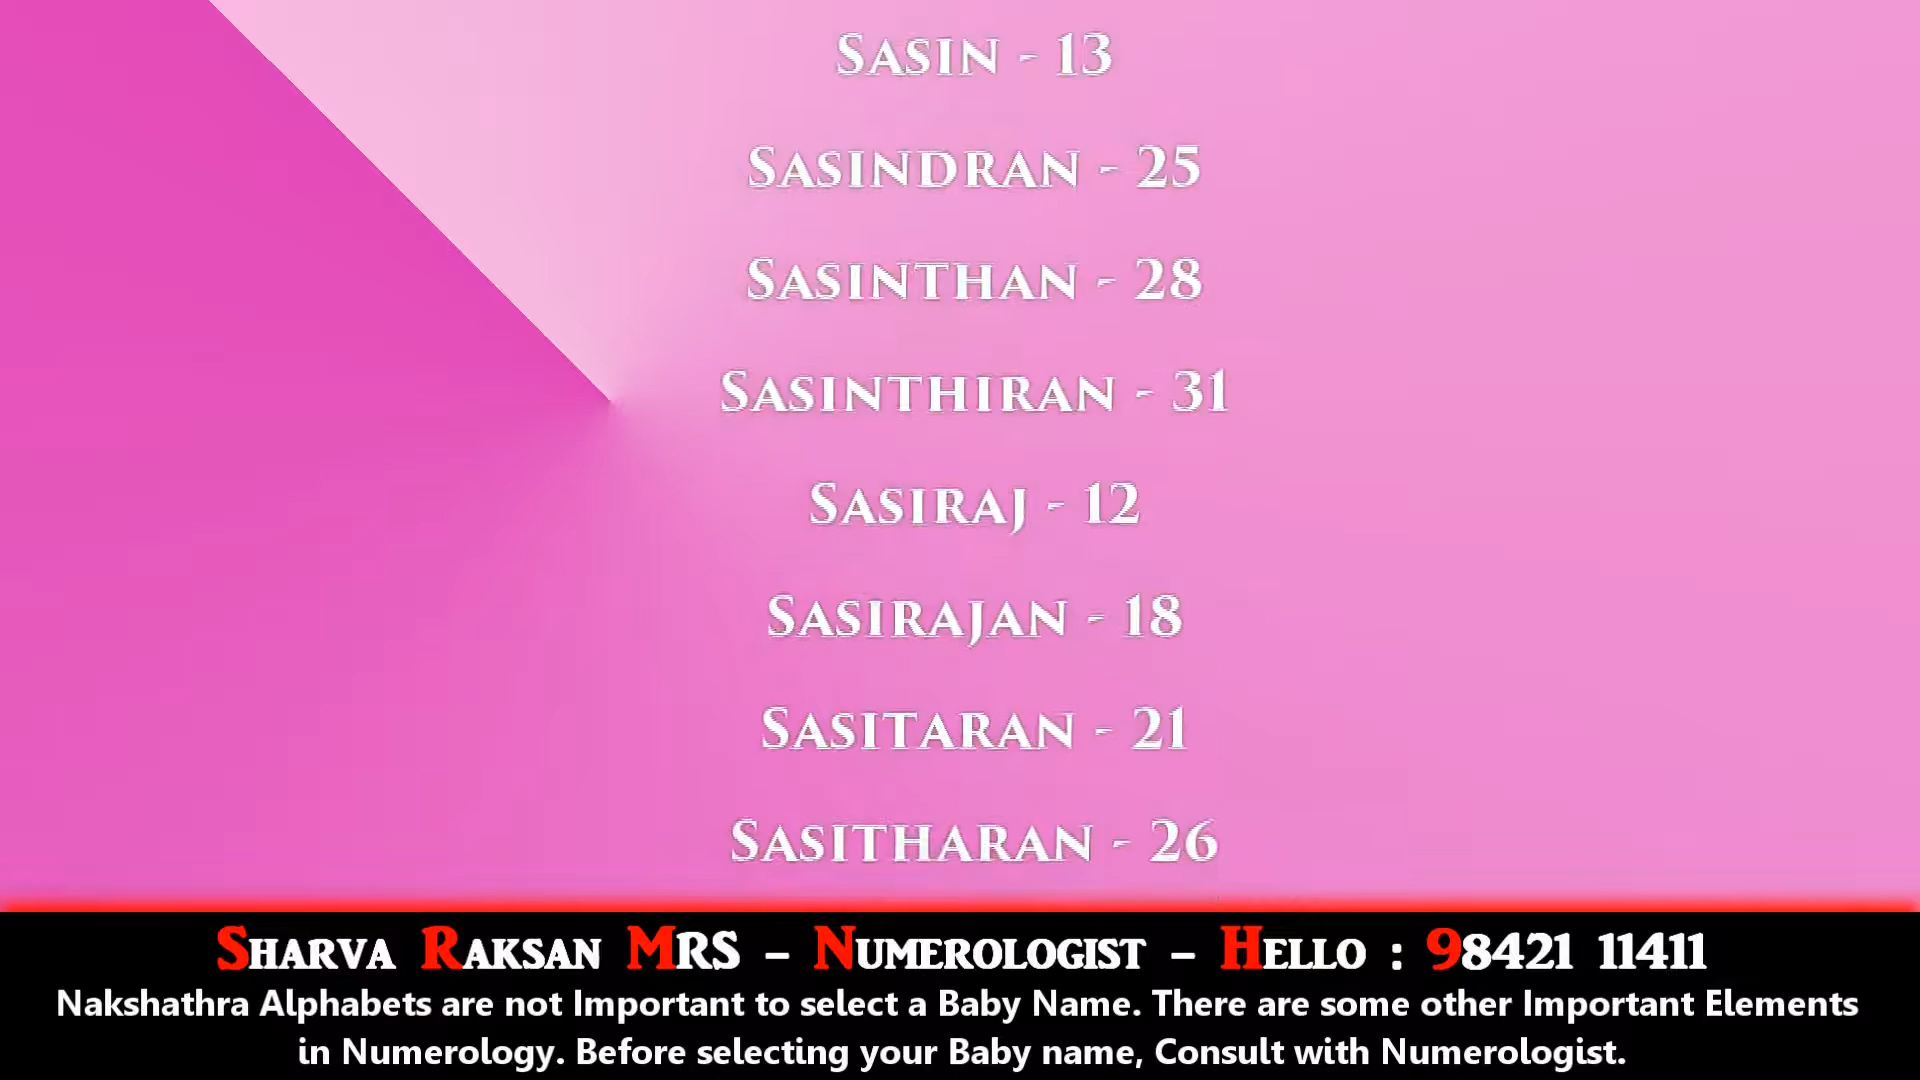 Sasin - 13
Sasindran - 25
Sasinthan - 28
Sasinthiran - 31
Sasiraj - 12
Sasirajan - 18
Sasitaran - 21
Sasitharan - 26
Sharva Raksan MRS – Numerologist – Hello : 98421 11411
Nakshathra Alphabets are not Important to select a Baby Name. There are some other Important Elements
in Numerology. Before selecting your Baby name, Consult with Numerologist.